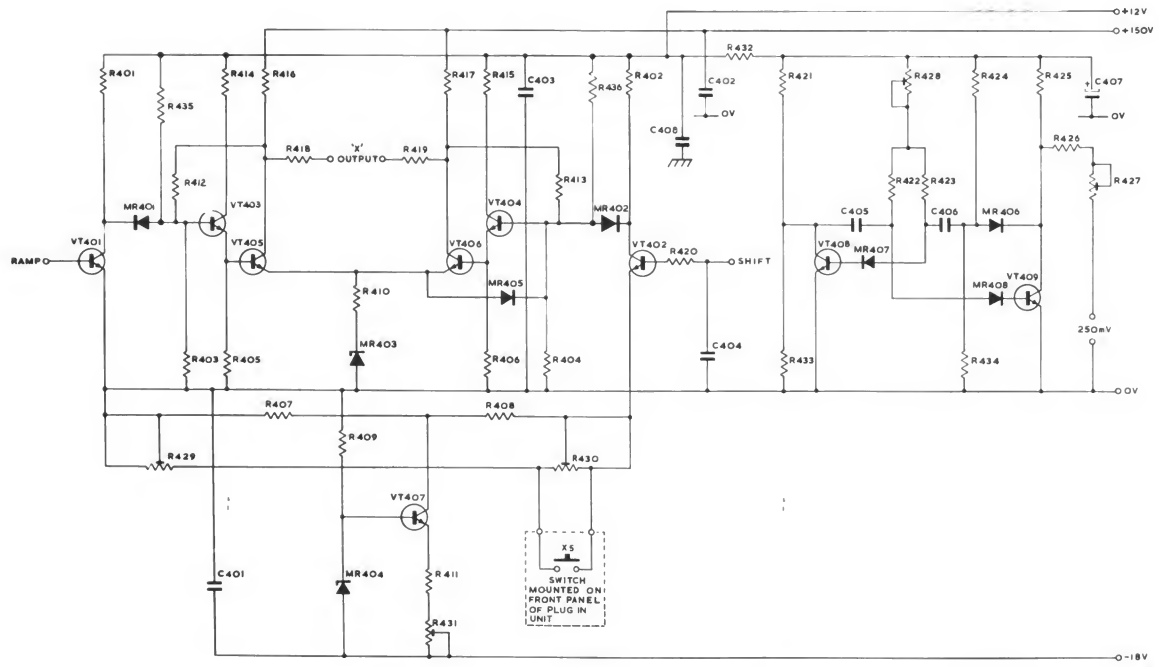 +12V
+150V
R432
R401
R414
R416
R417
R415
C403
R436
R402
C402
R421
R428
R424
R425
C407
+
R435
0V
0V
C408
R426
R418
'X'
OUTPUT
R419
R412
R413
R422
R423
R427
MR401
VT403
VT404
MR402
C405
C406
MR406
VT401
VT405
VT406
VT402
R420
VT408
MR407
RAMP
SHIFT
VT409
R410
MR405
MR408
250mV
MR403
C404
R403
R405
R406
R404
R433
R434
0V
R407
R408
R409
R429
R430
VT407
X5
C401
MR404
R411
SWITCH
MOUNTED ON
FRONT PANEL
OF PLUG IN
UNIT
R431
-18V